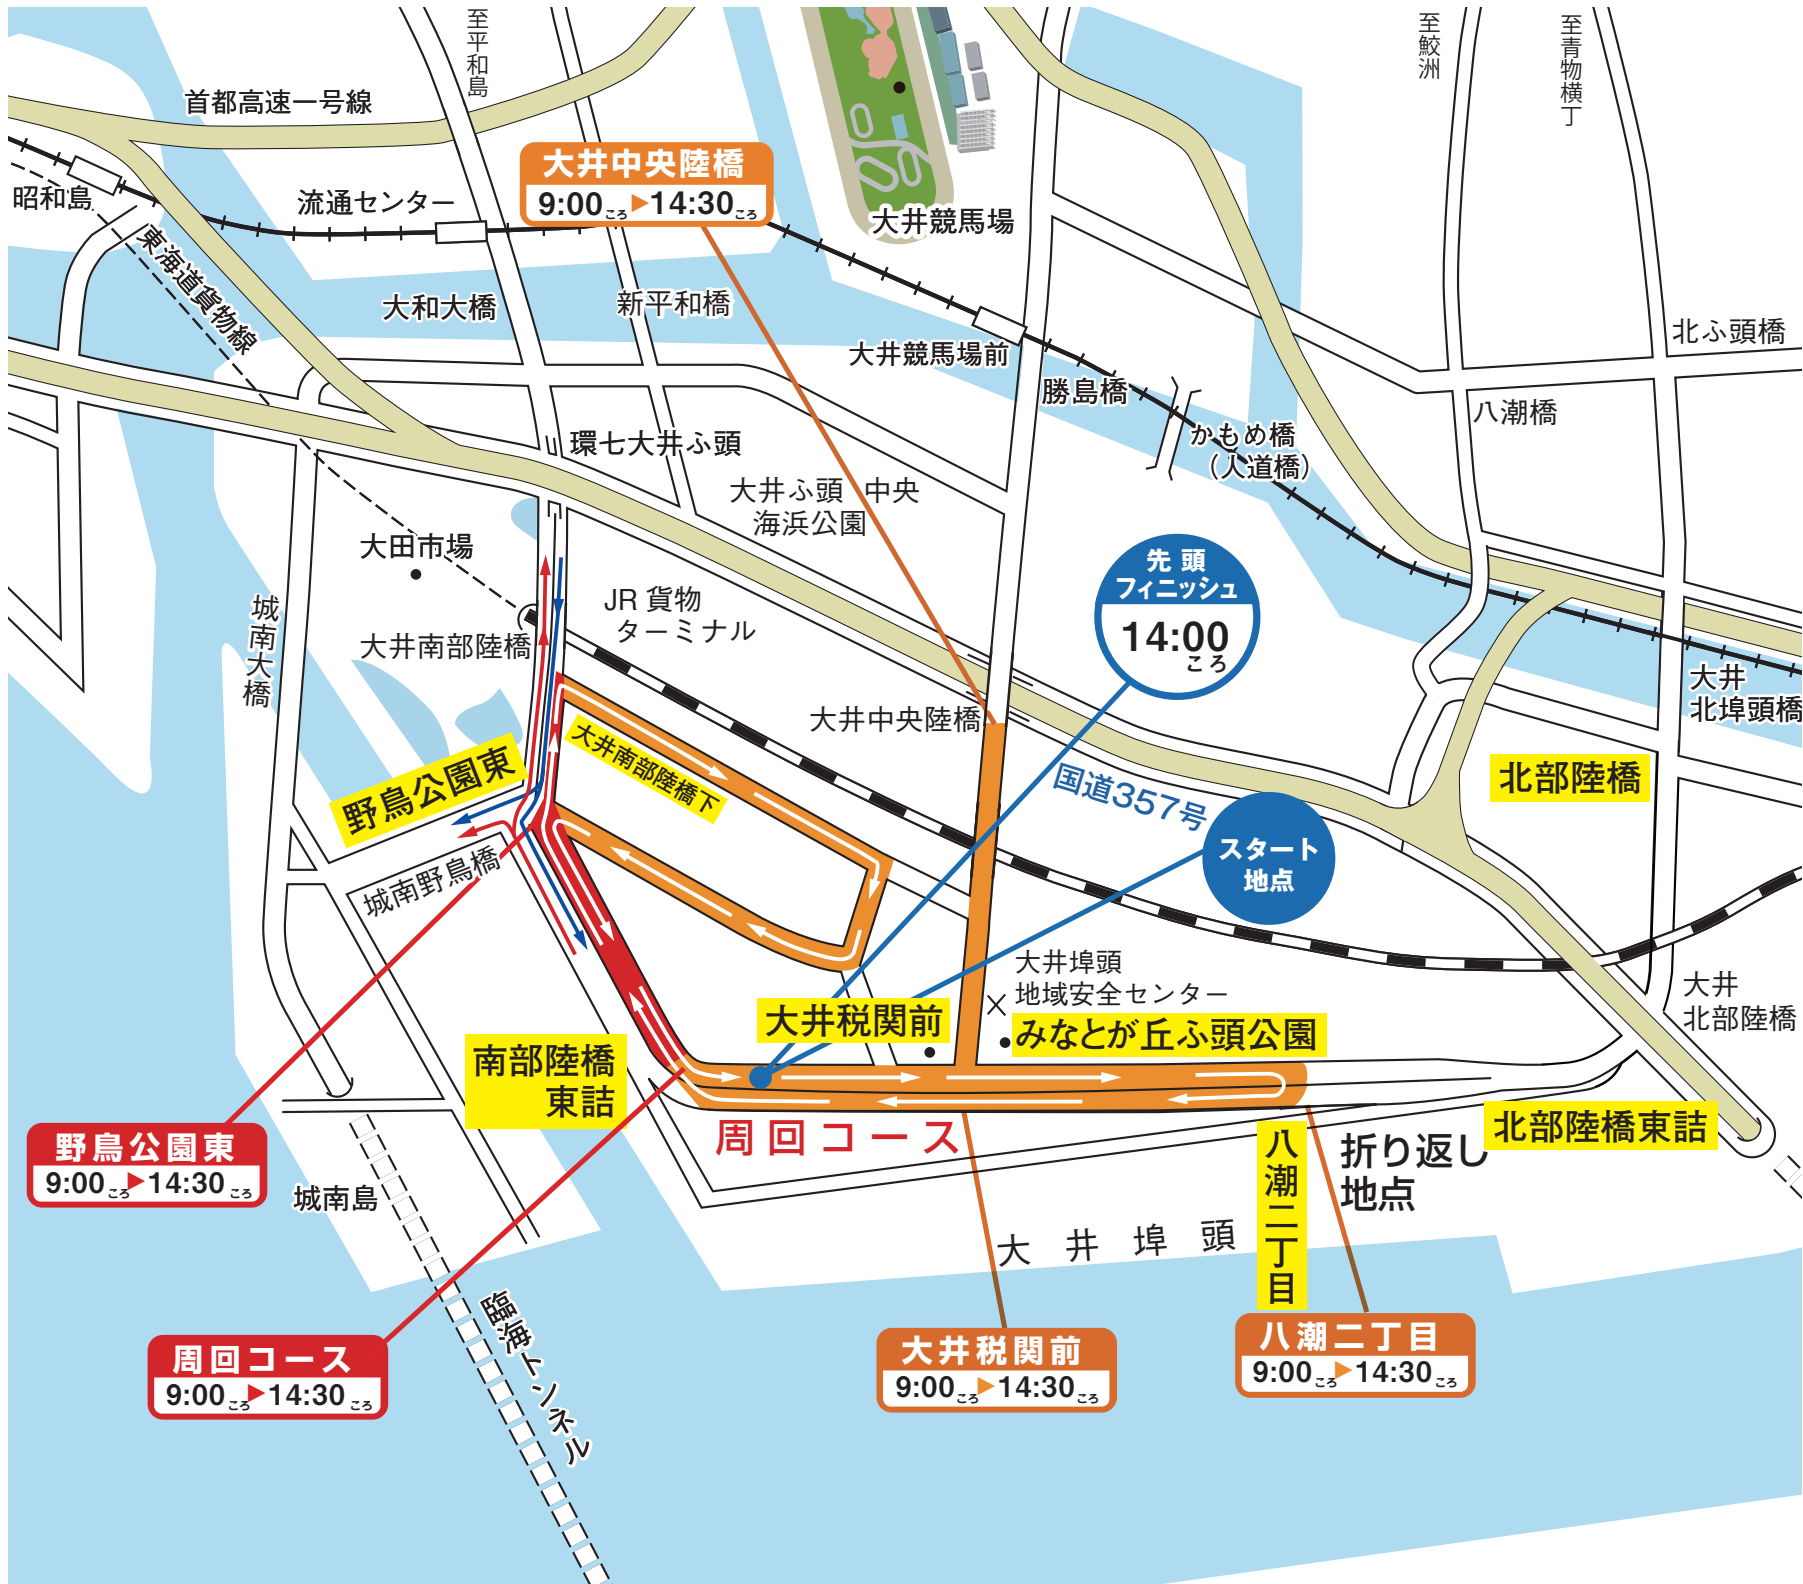 至平和島
至鮫洲
至青物横丁
首都高速一号線
昭和島
流通センター
大井中央陸橋
9:00ころ▶14:30ころ
大井競馬場
東海道貨物線
大和大橋
新平和橋
大井競馬場前
勝島橋
北ふ頭橋
八潮橋
かもめ橋
（人道橋）
環七大井ふ頭
大井ふ頭 中央
海浜公園
大田市場
JR 貨物
ターミナル
先頭
フィニッシュ
14:00
ころ
城南大橋
大井南部陸橋
大井中央陸橋
大井
北埠頭橋
大井南部陸橋下
野鳥公園東
国道357号
北部陸橋
スタート
地点
城南野鳥橋
大井埠頭
地域安全センター
大井税関前
みなとが丘ふ頭公園
大井
北部陸橋
南部陸橋
東詰
周回コース
八潮二丁目
折り返し
地点
北部陸橋東詰
野鳥公園東
9:00ころ▶14:30ころ
城南島
大井埠頭
臨海トンネル
周回コース
9:00ころ▶14:30ころ
大井税関前
9:00ころ▶14:30ころ
八潮二丁目
9:00ころ▶14:30ころ